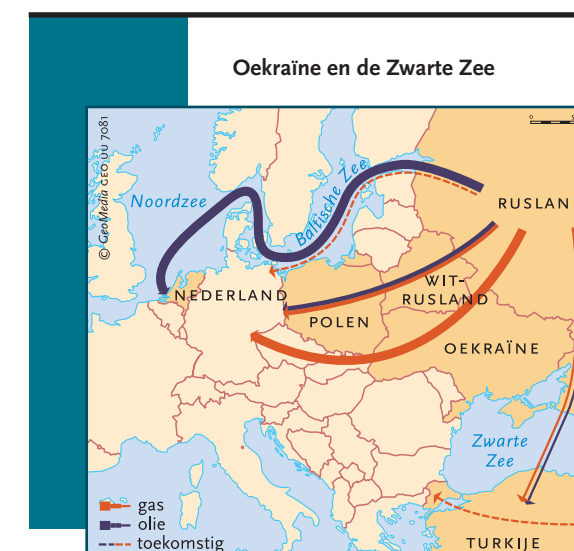 Oekraïne en de Zwarte Zee
© GeoMedia GEO UU 7081
0
Noordzee
Baltische Zee
RUSLAN
NEDERLAND
WIT-
RUSLAND
POLEN
OEKRAÏNE
Zwarte
Zee
gas
olie
toekomstig
TURKIJE